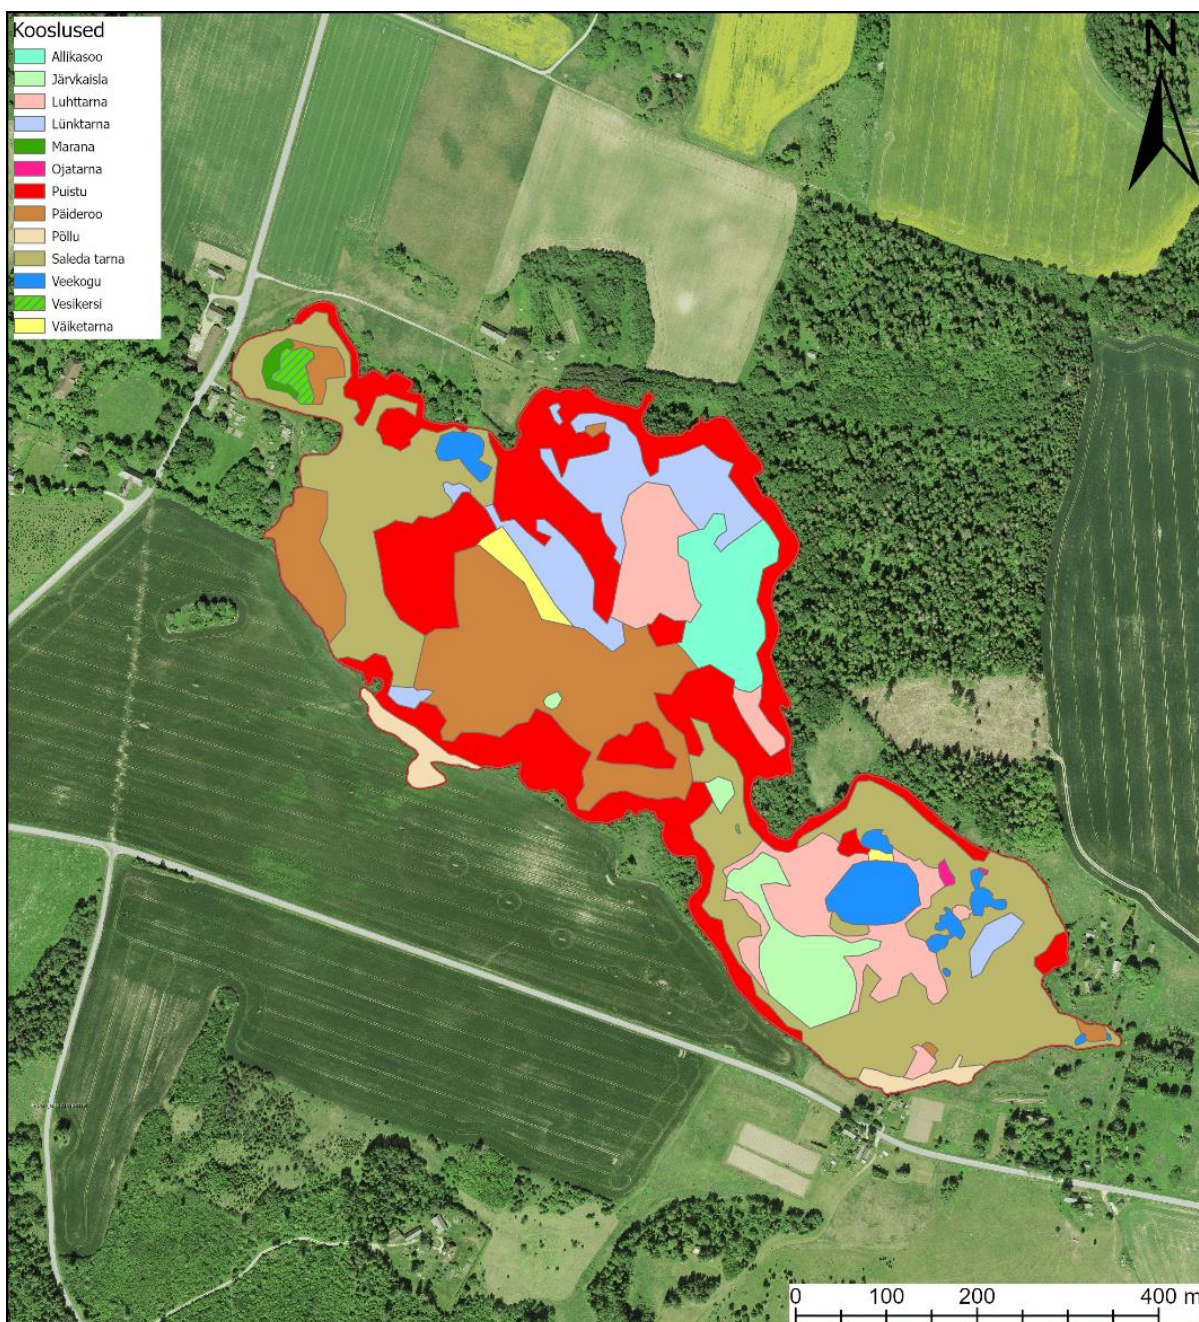 Kooslused
Allikasoo
Järvkaisla
Luhttarna
Lünktarna
Marana
Ojatarna
Puistu
Päideroo
Põllu
Saleda tarna
Veekogu
Vesikersi
Väiketarna
N
0 100 200 400 m